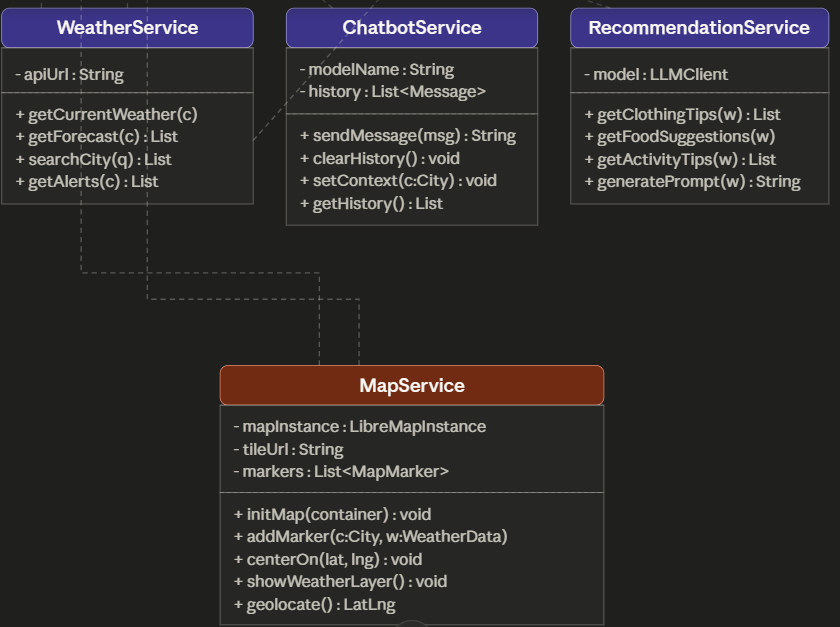 WeatherService
- apiUrl : String
+ getCurrentWeather(c)
+ getForecast(c) : List
+ searchCity(q) : List
+ getAlerts(c) : List
ChatbotService
- modelName : String
- history : List<Message>
+ sendMessage(msg) : String
+ clearHistory() : void
+ setContext(c:City) : void
+ getHistory() : List
RecommendationService
- model : LLMClient
+ getClothingTips(w) : List
+ getFoodSuggestions(w)
+ getActivityTips(w) : List
+ generatePrompt(w) : String
MapService
- mapInstance : LibreMapInstance
- tileUrl : String
- markers : List<MapMarker>
+ initMap(container) : void
+ addMarker(c:City, w:WeatherData)
+ centerOn(lat, lng) : void
+ showWeatherLayer() : void
+ geolocate() : LatLng